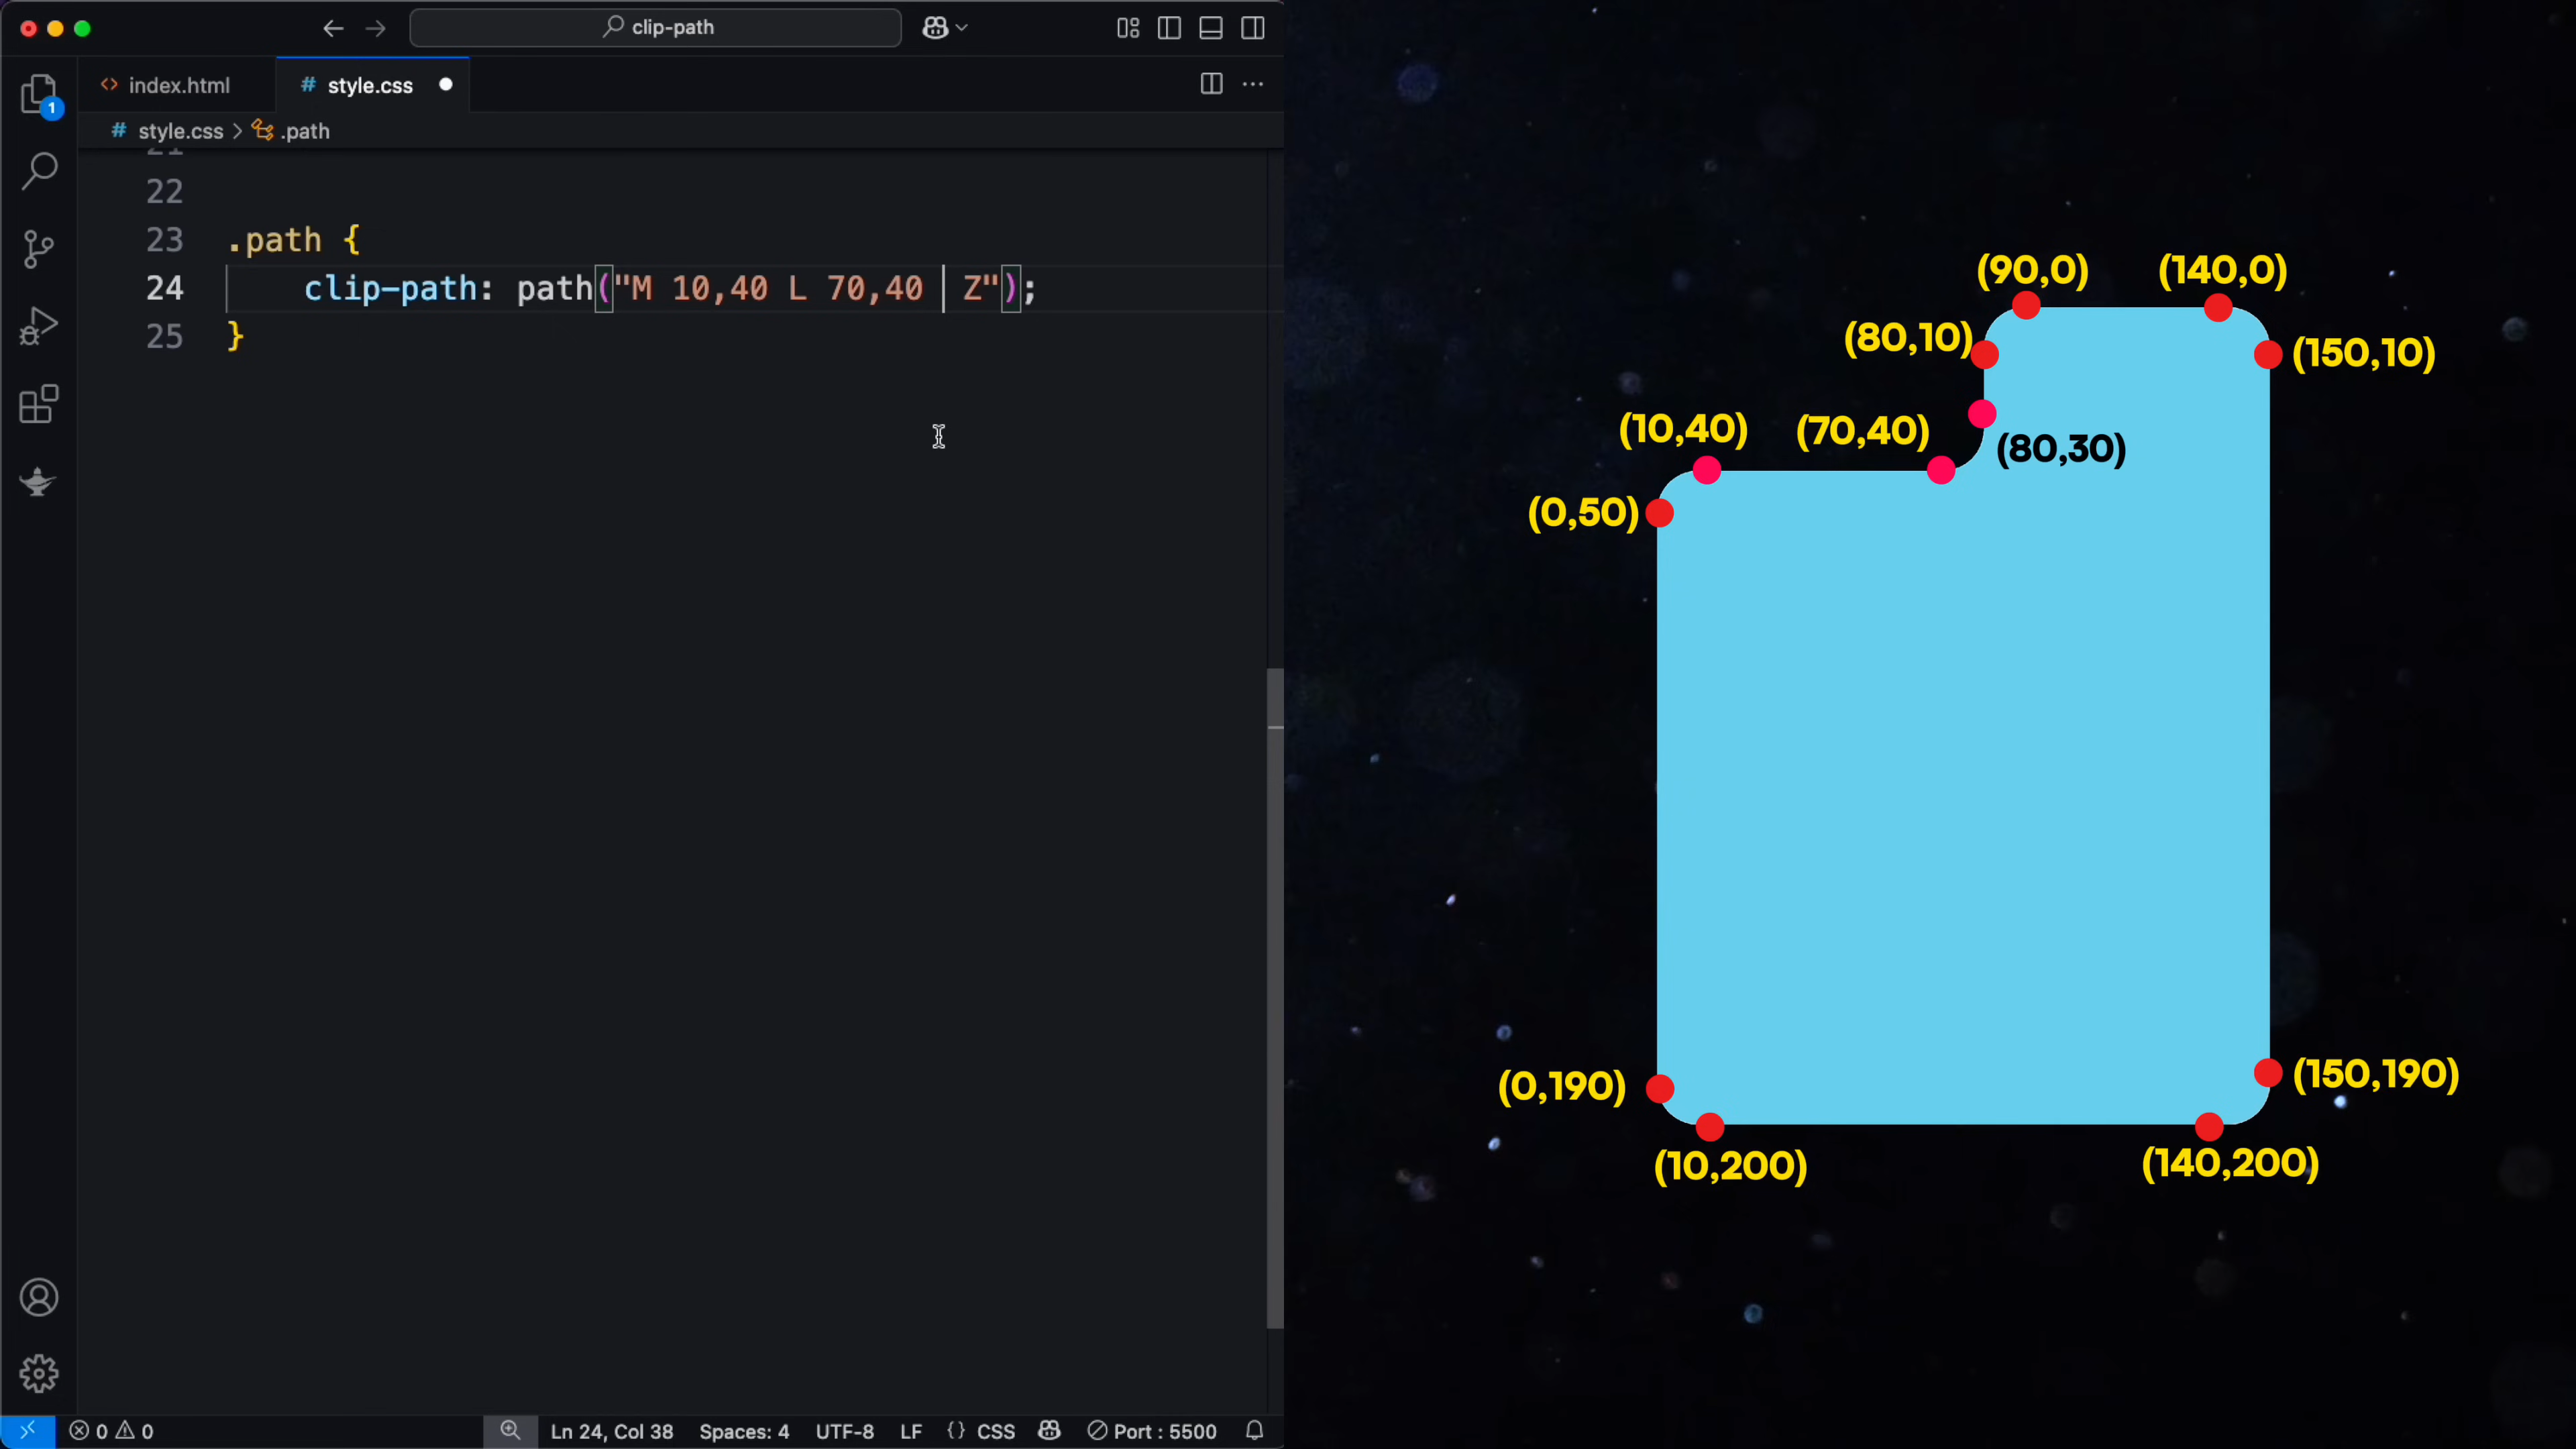 clip-path
index.html
# style.css
1
# style.css > .path
21
22
23 .path {
24 clip-path: path("M 10,40 L 70,40  Z");
25 }
0 0
Ln 24, Col 38
Spaces: 4
UTF-8
LF
{} CSS
Port : 5500
(90,0)
(140,0)
(80,10)
(150,10)
(10,40)
(70,40)
(80,30)
(0,50)
(0,190)
(150,190)
(10,200)
(140,200)